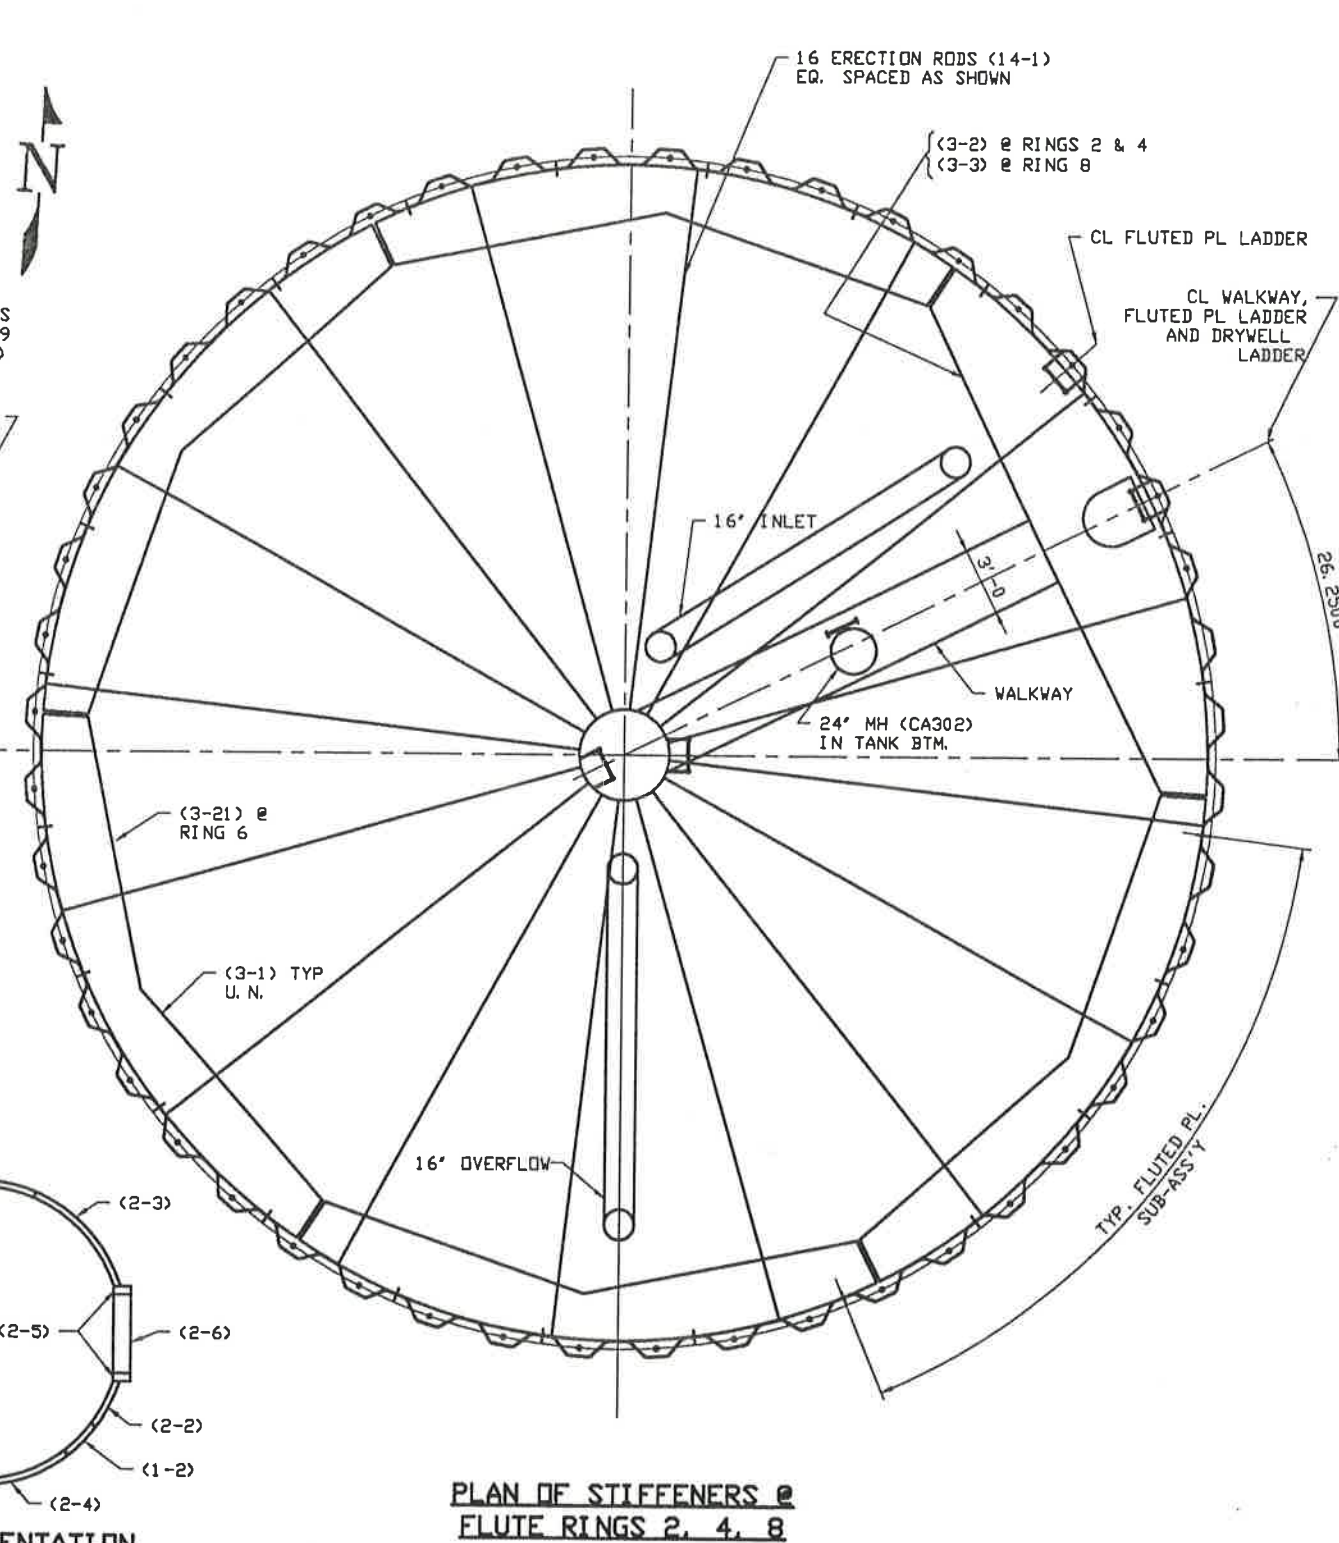 16 ERECTION RODS (14-1)
EQ. SPACED AS SHOWN
(3-2) @ RINGS 2 & 4
(3-3) @ RING 8
N
CL FLUTED PL LADDER
CL WALKWAY,
FLUTED PL LADDER
AND DRYWELL
LADDER
S
9
)
16" INLET
3'-0
WALKWAY
24" MH (CA302)
IN TANK BTM.
(3-21) @
RING 6
(3-1) TYP
U.N.
16" OVERFLOW
TYP. FLUTED PL.
SUB-ASS'Y
(2-3)
(2-5)
(2-6)
(2-2)
(1-2)
(2-4)
ENTATION
PLAN OF STIFFENERS @
FLUTE RINGS 2, 4, 8